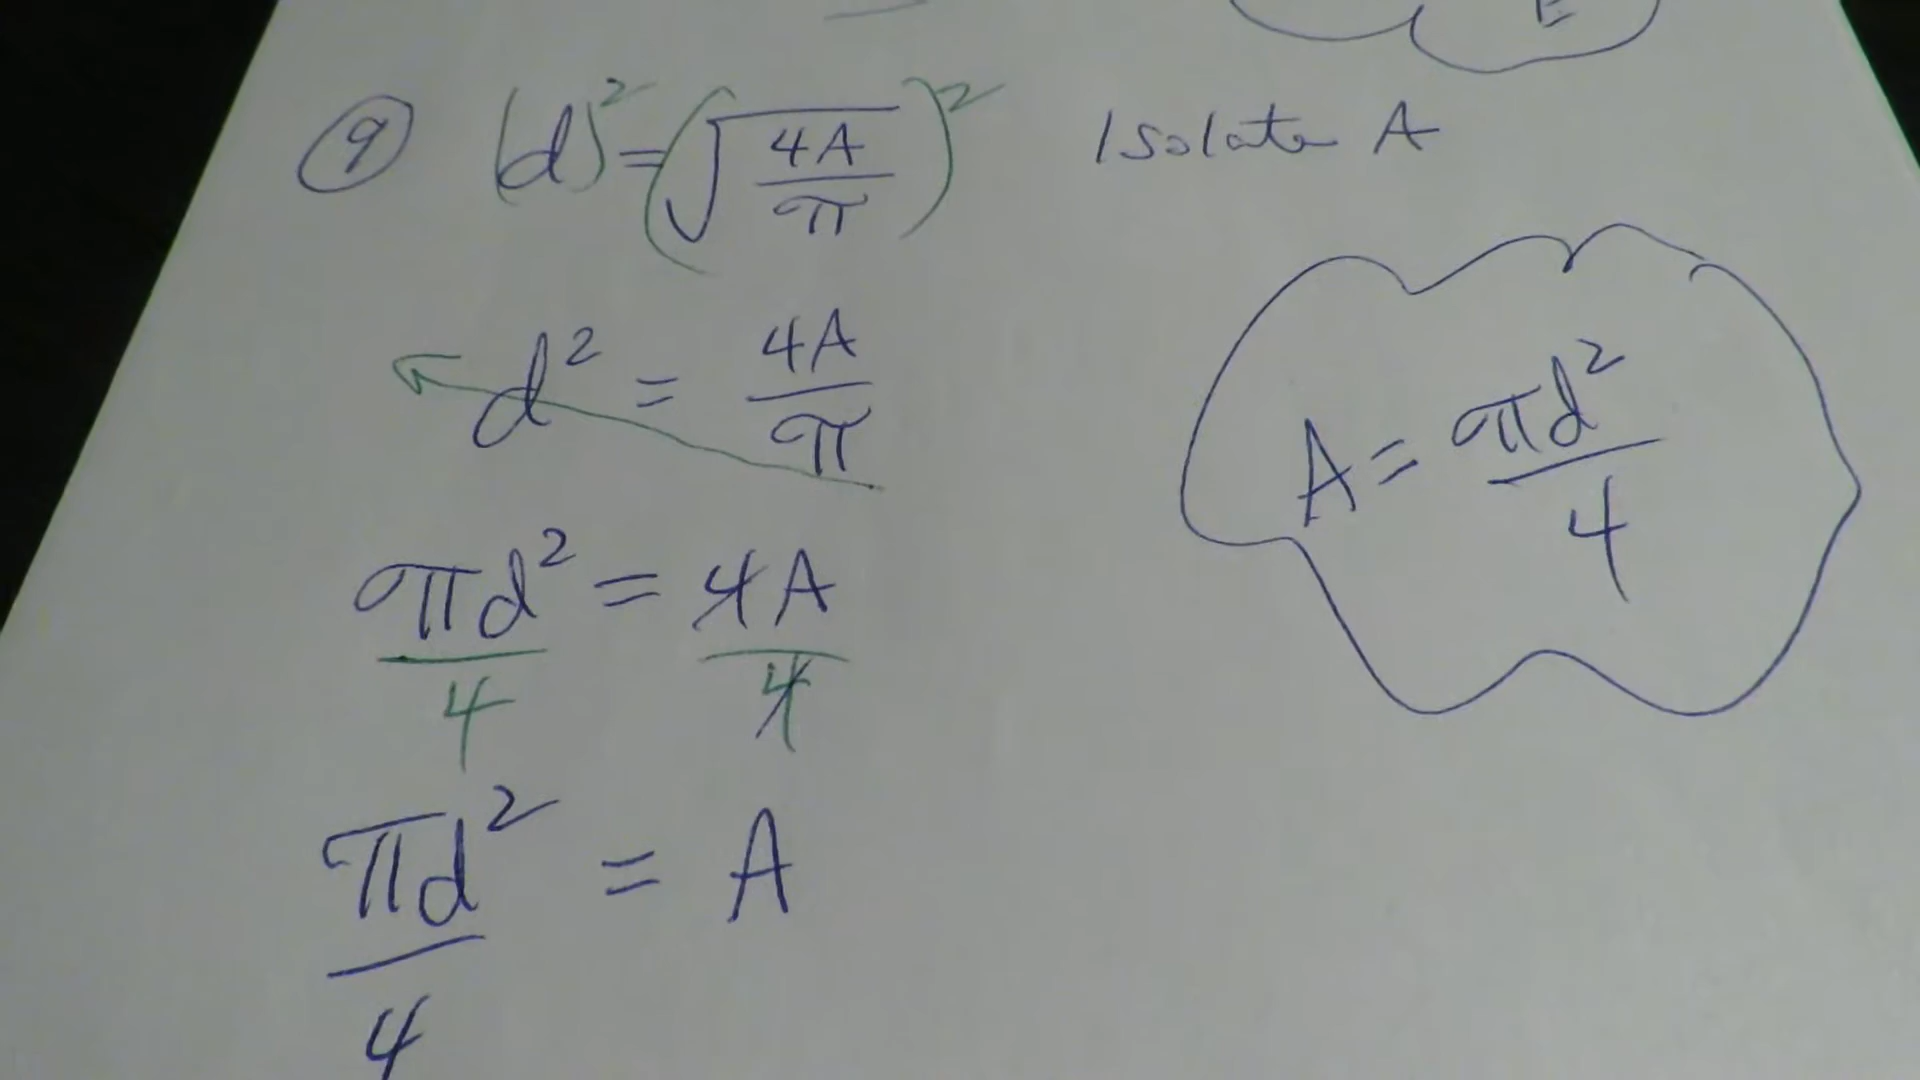 E
9 (d)² = (√(4A/π))² Isolate A
d² = 4A/π
A = πd²/4
πd²/4 = 4A/4
πd²/4 = A